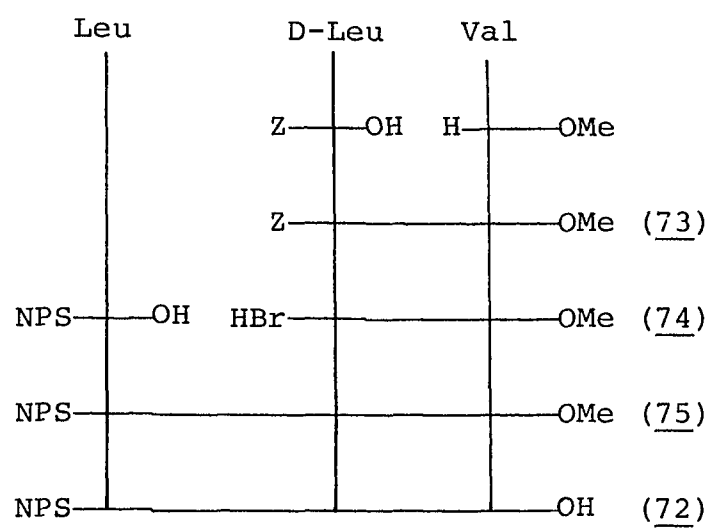 Leu D-Leu Val
Z OH H OMe
Z OMe (73)
NPS OH HBr OMe (74)
NPS OMe (75)
NPS OH (72)